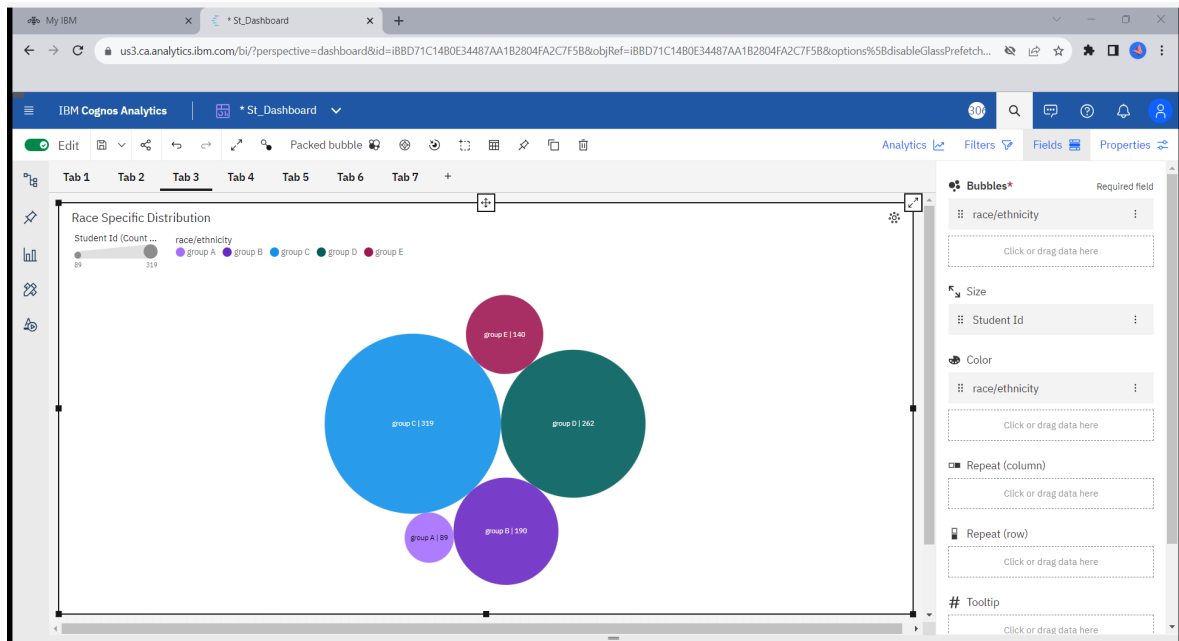 My IBM
* St_Dashboard
us3.ca.analytics.ibm.com/bi/?perspective=dashboard&id=iBBD71C14B0E34487AA1B2804FA2C7F5B&objRef=iBBD71C14B0E34487AA1B2804FA2C7F5B&options%5BdisableGlassPrefetch...
IBM Cognos Analytics
* St_Dashboard
306
Edit
Packed bubble
Analytics
Filters
Fields
Properties
Tab 1 Tab 2 Tab 3 Tab 4 Tab 5 Tab 6 Tab 7 +
Race Specific Distribution
Student Id (Count ...
89 319
race/ethnicity
group A group B group C group D group E
group E | 140
group C | 319
group D | 262
group B | 190
group A | 89
Bubbles* Required field
race/ethnicity
Click or drag data here
Size
Student Id
Color
race/ethnicity
Click or drag data here
Repeat (column)
Click or drag data here
Repeat (row)
Click or drag data here
# Tooltip
Click or drag data here